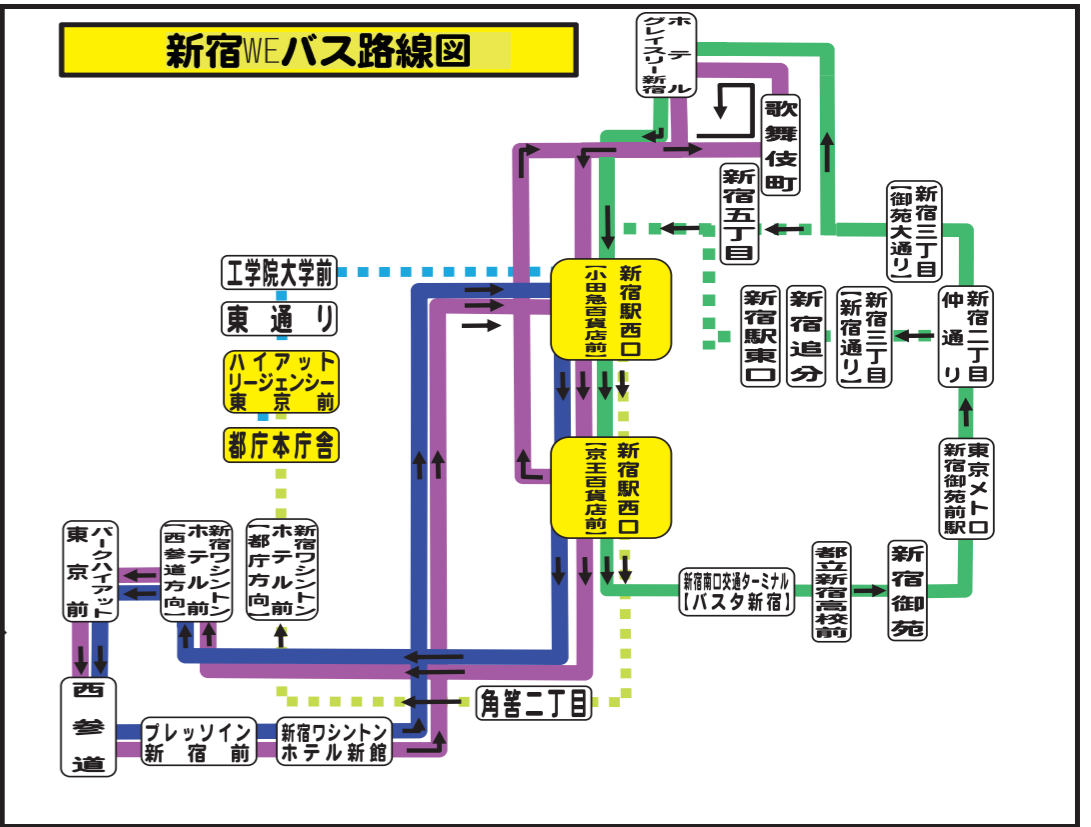 新宿WEバス路線図
ホテル
グレイスリー新宿
歌舞伎町
新宿五丁目
新宿三丁目
【御苑大通り】
工学院大学前
東通り
ハイアット
リージェンシー
東京前
都庁本庁舎
新宿駅西口
【小田急百貨店前】
新宿駅東口
新宿追分
新宿三丁目
【新宿通り】
新宿二丁目
仲通り
新宿駅西口
【京王百貨店前】
東京メトロ
新宿御苑前駅
パークハイアット
東京前
新宿ワシントン
ホテル前
【西参道方向】
新宿ワシントン
ホテル前
【都庁方向】
新宿南口交通ターミナル
【バスタ新宿】
都立新宿高校前
新宿御苑
西参道
角筈二丁目
プレッソイン
新宿前
新宿ワシントン
ホテル新館